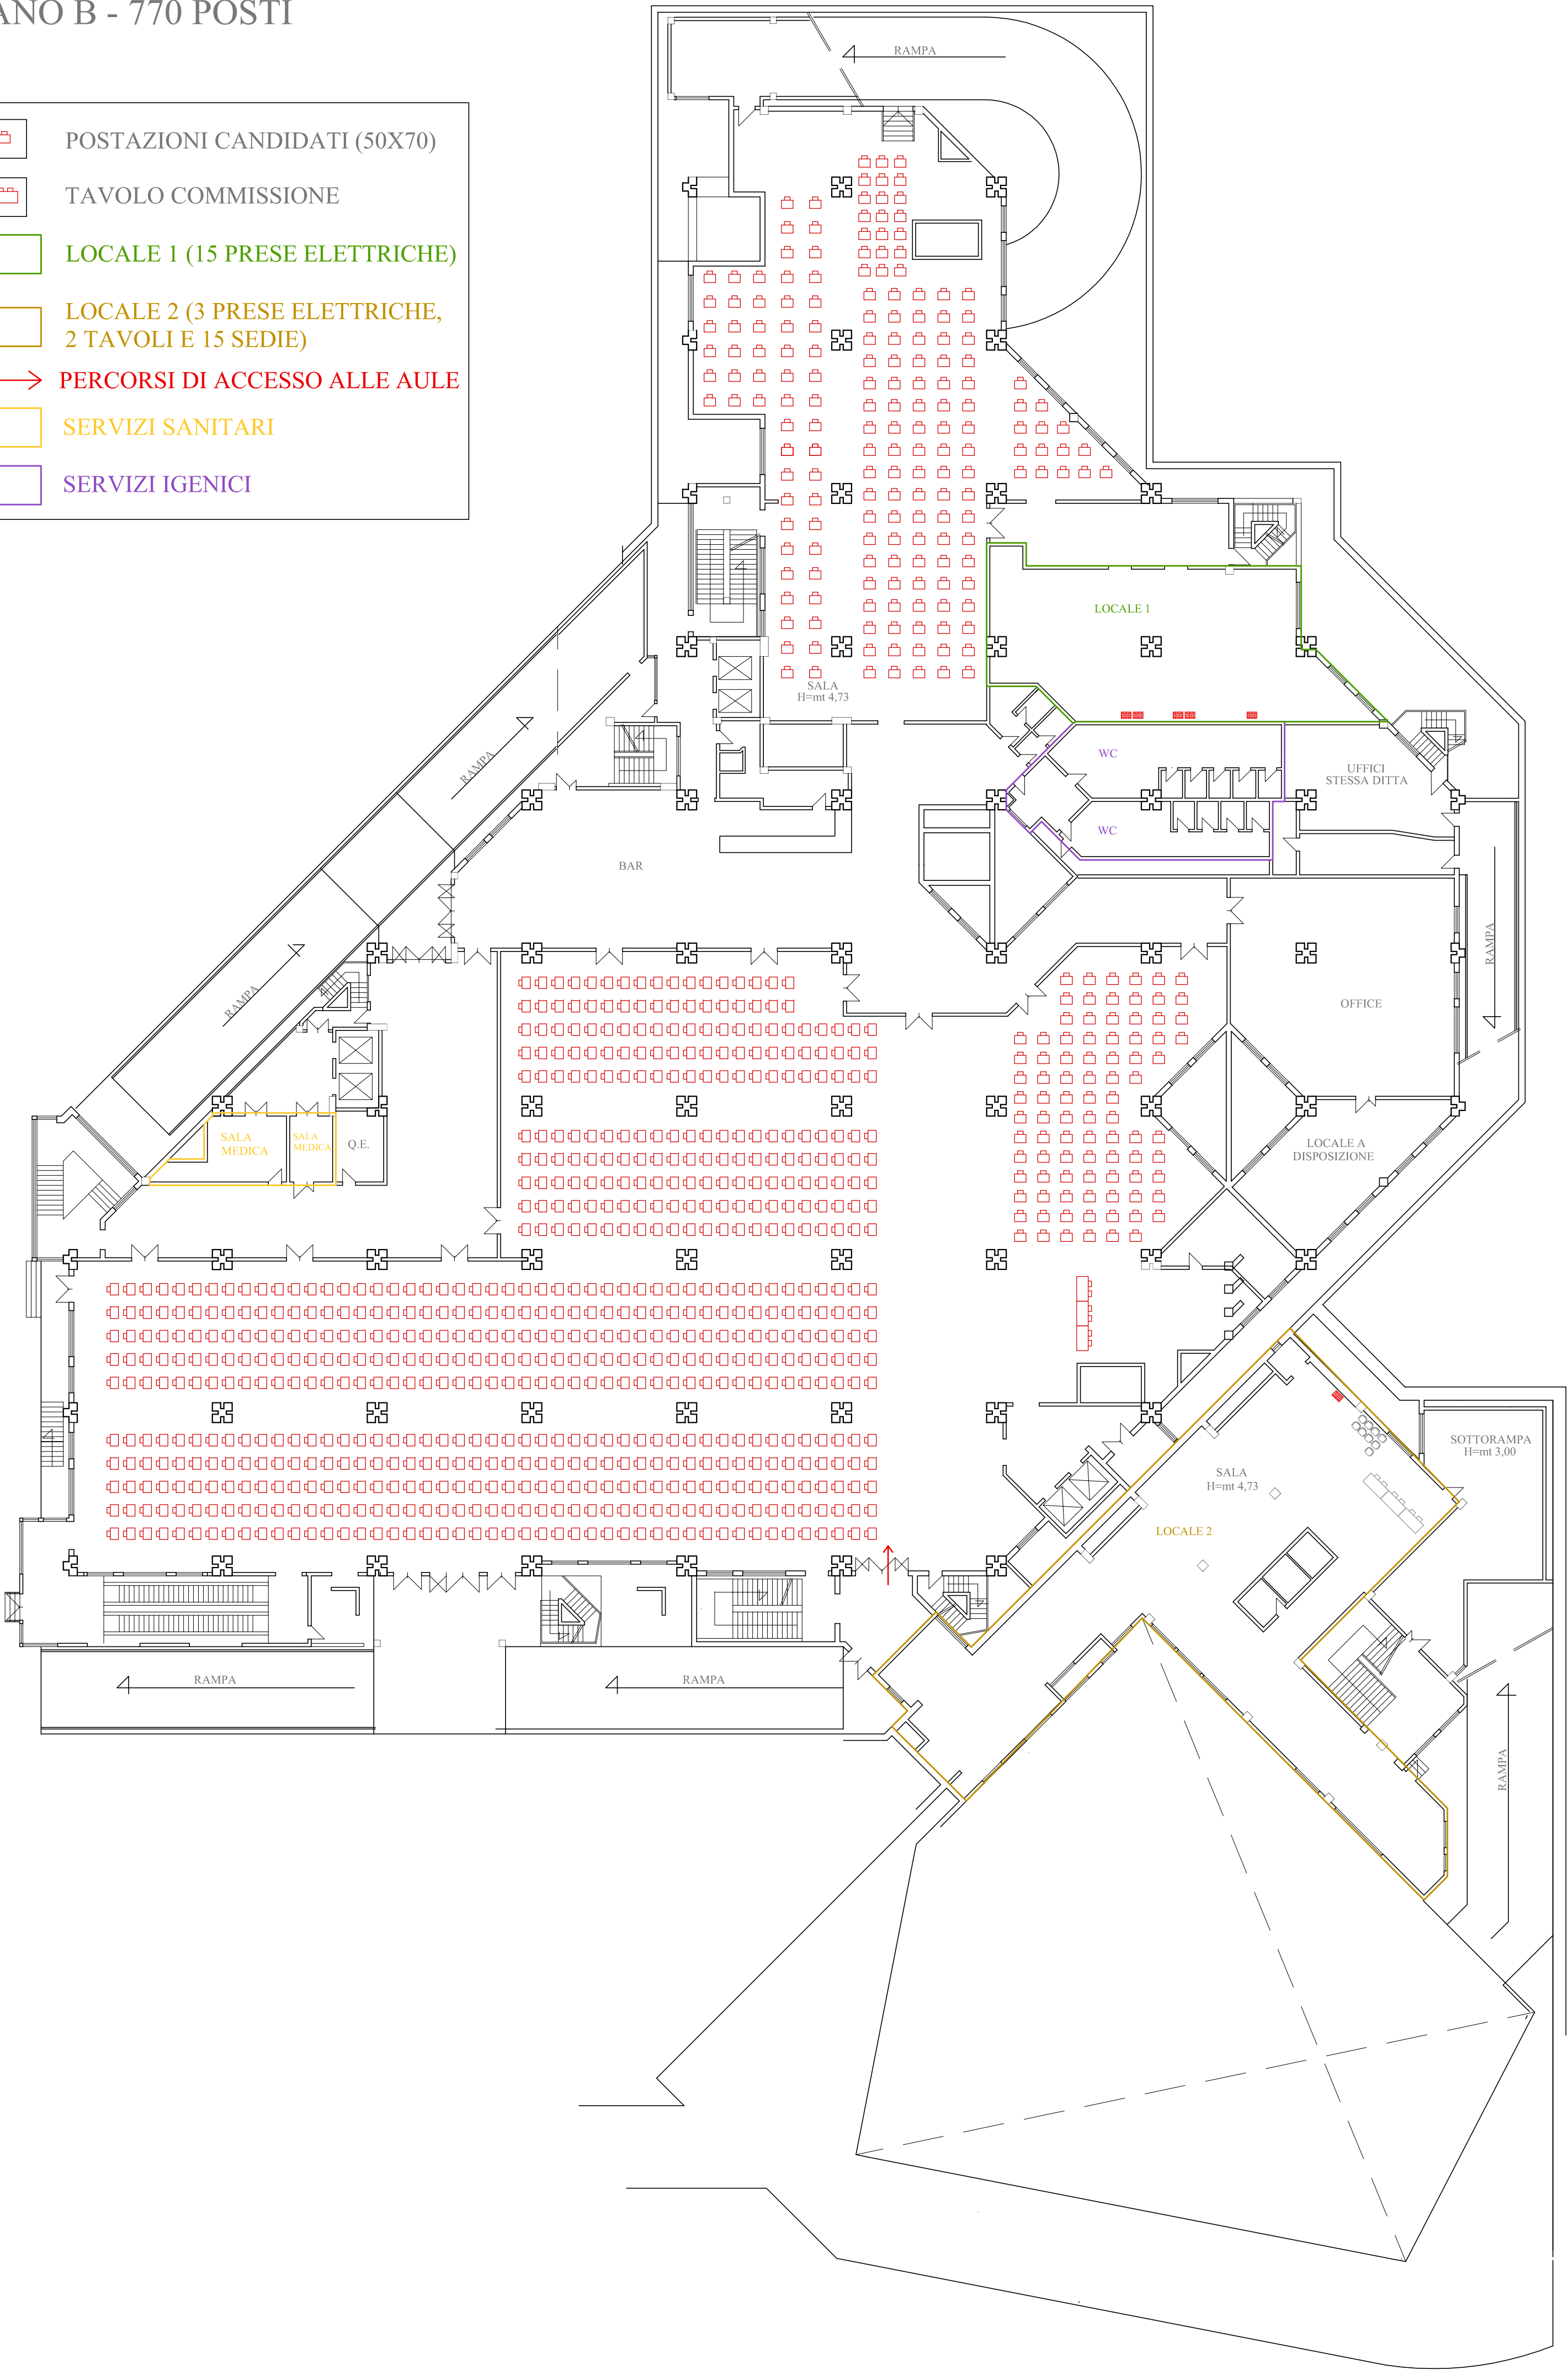 ANO B - 770 POSTI
POSTAZIONI CANDIDATI (50X70)
TAVOLO COMMISSIONE
LOCALE 1 (15 PRESE ELETTRICHE)
LOCALE 2 (3 PRESE ELETTRICHE,
2 TAVOLI E 15 SEDIE)
PERCORSI DI ACCESSO ALLE AULE
SERVIZI SANITARI
SERVIZI IGENICI
RAMPA
LOCALE 1
SALA
H=mt 4,73
RAMPA
WC
UFFICI
STESSA DITTA
WC
BAR
RAMPA
RAMPA
OFFICE
SALA
MEDICA
SALA
MEDICA
Q.E.
LOCALE A
DISPOSIZIONE
SOTTORAMPA
H=mt 3,00
SALA
H=mt 4,73
LOCALE 2
RAMPA
RAMPA
RAMPA